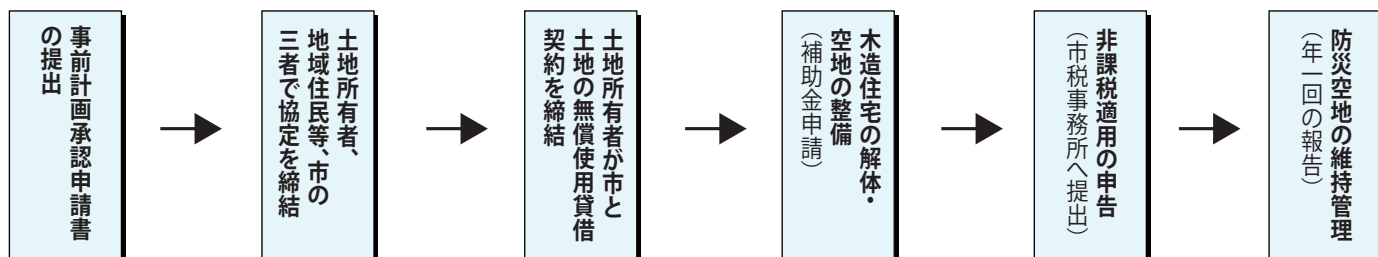 事前計画承認申請書
の提出
土地所有者、
地域住民等、市の
三者で協定を締結
土地所有者が市と
土地の無償使用貸借
契約を締結
木造住宅の解体・
空地の整備
（補助金申請）
非課税適用の申告
（市税事務所へ提出）
防災空地の維持管理
（年一回の報告）